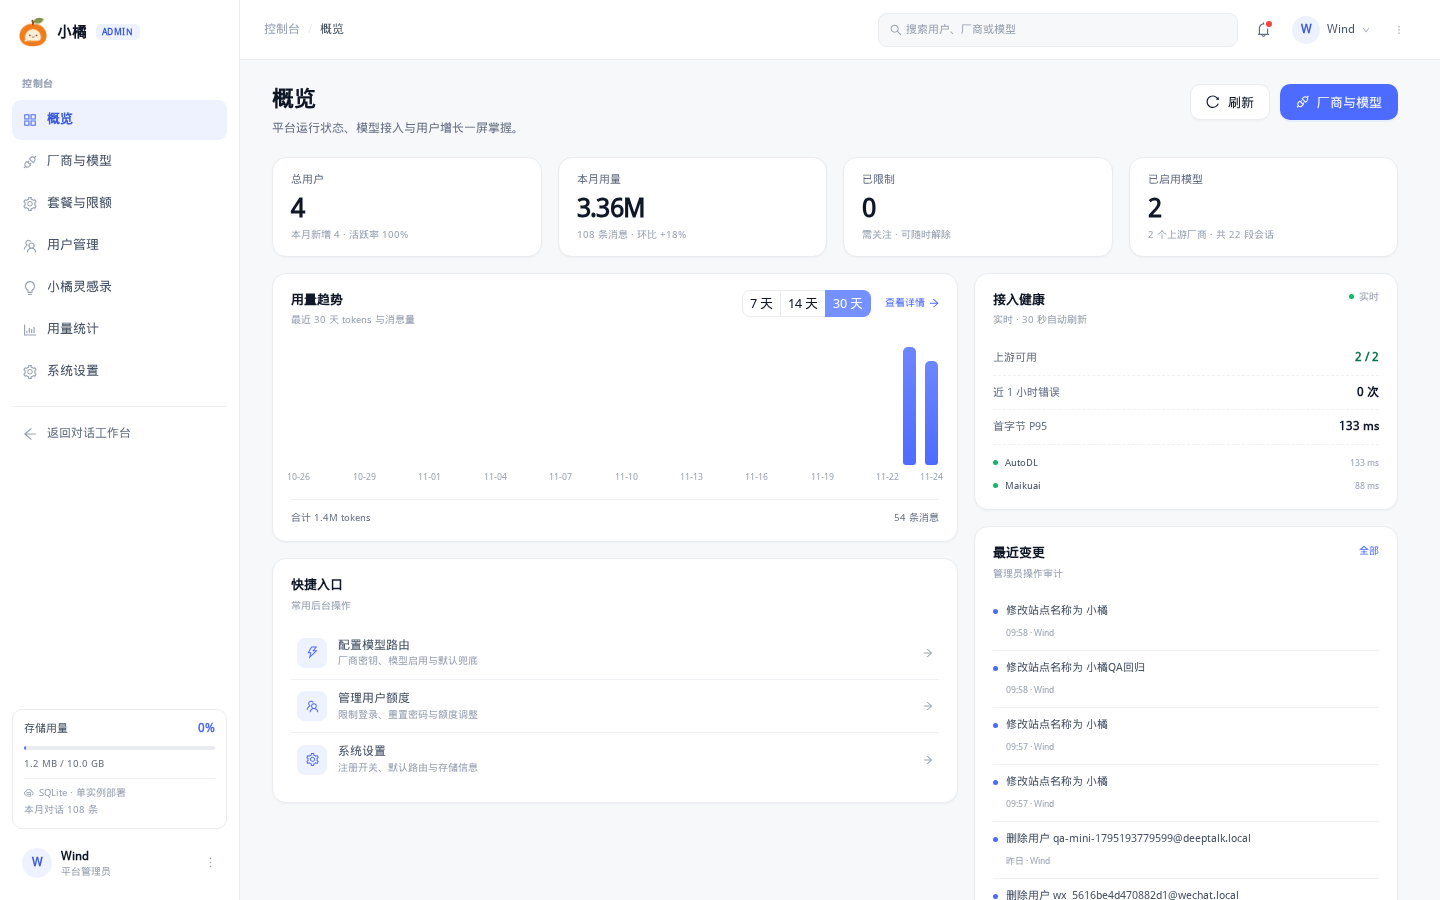 小橘 ADMIN
控制台
概览
厂商与模型
套餐与限额
用户管理
小橘灵感录
用量统计
系统设置
返回对话工作台
存储用量 0%
1.2 MB / 10.0 GB
SQLite · 单实例部署
本月对话 108 条
W Wind
平台管理员
控制台 / 概览
搜索用户、厂商或模型
W Wind
概览
平台运行状态、模型接入与用户增长一屏掌握。
刷新
厂商与模型
总用户
4
本月新增 4 · 活跃率 100%
本月用量
3.36M
108 条消息 · 环比 +18%
已限制
0
需关注 · 可随时解除
已启用模型
2
2 个上游厂商 · 共 22 段会话
用量趋势
最近 30 天 tokens 与消息量
7 天 14 天 30 天 查看详情
10-26 10-29 11-01 11-04 11-07 11-10 11-13 11-16 11-19 11-22 11-24
合计 1.4M tokens 54 条消息
快捷入口
常用后台操作
配置模型路由
厂商密钥、模型启用与默认兜底
管理用户额度
限制登录、重置密码与额度调整
系统设置
注册开关、默认路由与存储信息
接入健康 实时
实时 · 30 秒自动刷新
上游可用 2 / 2
近 1 小时错误 0 次
首字节 P95 133 ms
AutoDL 133 ms
Maikuai 88 ms
最近变更 全部
管理员操作审计
修改站点名称为 小橘
09:58 · Wind
修改站点名称为 小橘QA回归
09:58 · Wind
修改站点名称为 小橘
09:57 · Wind
修改站点名称为 小橘
09:57 · Wind
删除用户 qa-mini-1795193779599@deeptalk.local
昨日 · Wind
删除用户 wx_5616be4d470882d1@wechat.local